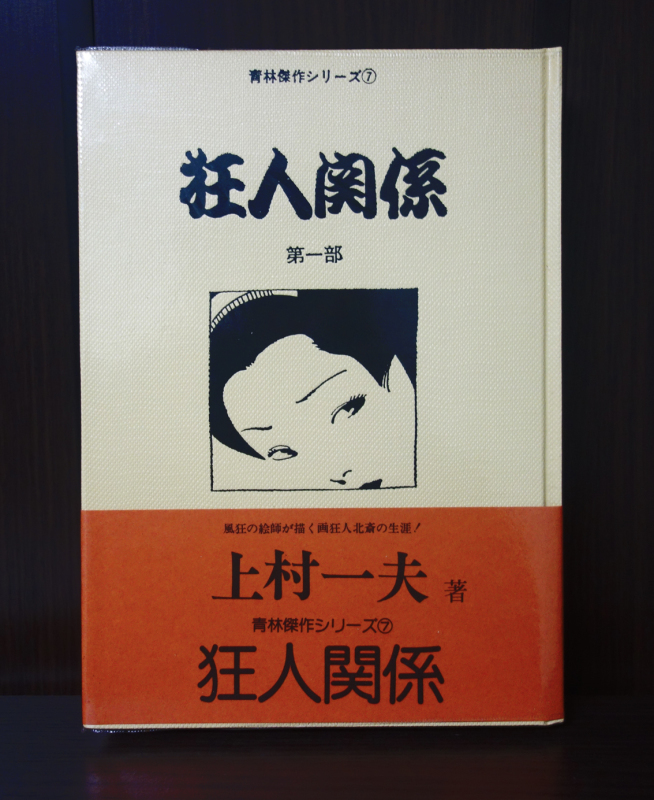 青林傑作シリーズ⑦
狂人関係
第一部
風狂の絵師が描く画狂人北斎の生涯!
上村一夫 著
青林傑作シリーズ⑦
狂人関係